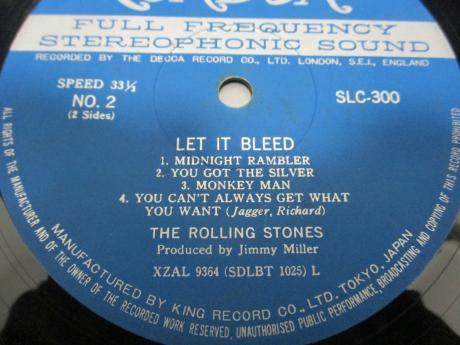 FULL FREQUENCY
STEREOPHONIC SOUND
RECORDED BY THE DECCA RECORD CO., LTD. LONDON, S.E.I., ENGLAND
SPEED 33⅓
NO. 2
(2 Sides)
SLC-300
LET IT BLEED
1. MIDNIGHT RAMBLER
2. YOU GOT THE SILVER
3. MONKEY MAN
4. YOU CAN'T ALWAYS GET WHAT
YOU WANT (Jagger, Richard)
THE ROLLING STONES
Produced by Jimmy Miller
XZAL 9364 (SDLBT 1025) L
MANUFACTURED BY KING RECORD CO., LTD. TOKYO, JAPAN
ALL RIGHTS OF THE MANUFACTURER AND OF THE OWNER OF THE RECORDED WORK RESERVED, UNAUTHORISED PUBLIC PERFORMANCE, BROADCASTING AND COPYING OF THIS RECORD PROHIBITED